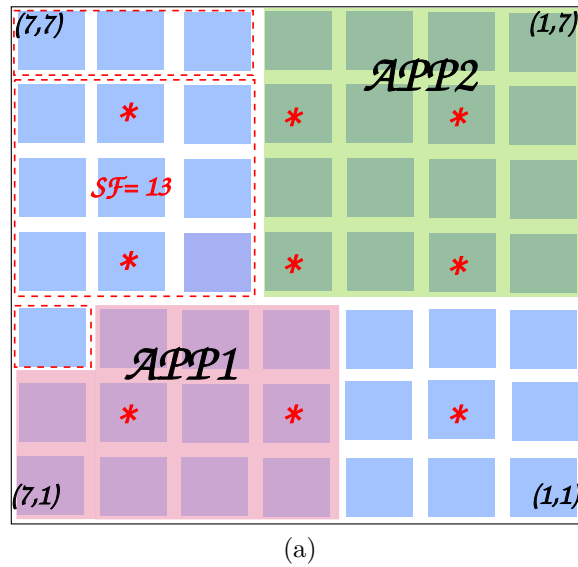 (7,7) (1,7)
APP2
* * *
SF= 13
* * *
APP1
* * *
(7,1) (1,1)
(a)